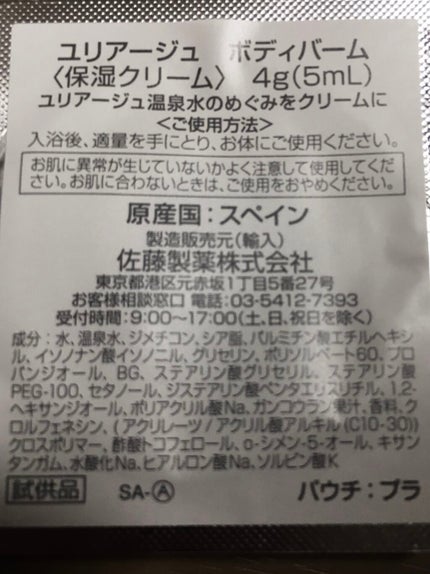 ユリアージュ ボディバーム
〈保湿クリーム〉 4g(5mL)
ユリアージュ温泉水のめぐみをクリームに
<ご使用方法>
入浴後、適量を手にとり、お体にご使用ください。
お肌に異常が生じていないかよく注意して使用してくだ
さい。お肌に合わないときは、ご使用をおやめください。
原産国：スペイン
製造販売元（輸入）
佐藤製薬株式会社
東京都港区元赤坂1丁目5番27号
お客様相談窓口 電話：03-5412-7393
受付時間：9:00〜17:00（土、日、祝日を除く）
成分：水、温泉水、ジメチコン、シア脂、パルミチン酸エチルヘキシ
ル、イソノナン酸イソノニル、グリセリン、ポリソルベート60、プロ
パンジオール、BG、ステアリン酸グリセリル、ステアリン酸
PEG-100、セタノール、ジステアリン酸ペンタエリスリチル、1,2-
ヘキサンジオール、ポリアクリル酸Na、ガンコウラン果汁、香料、ク
ロルフェネシン、（アクリレーツ/アクリル酸アルキル（C10-30））
クロスポリマー、酢酸トコフェロール、o-シメン-5-オール、キサン
タンガム、水酸化Na、ヒアルロン酸Na、ソルビン酸K
試供品 SA-Ⓐ パウチ：プラ